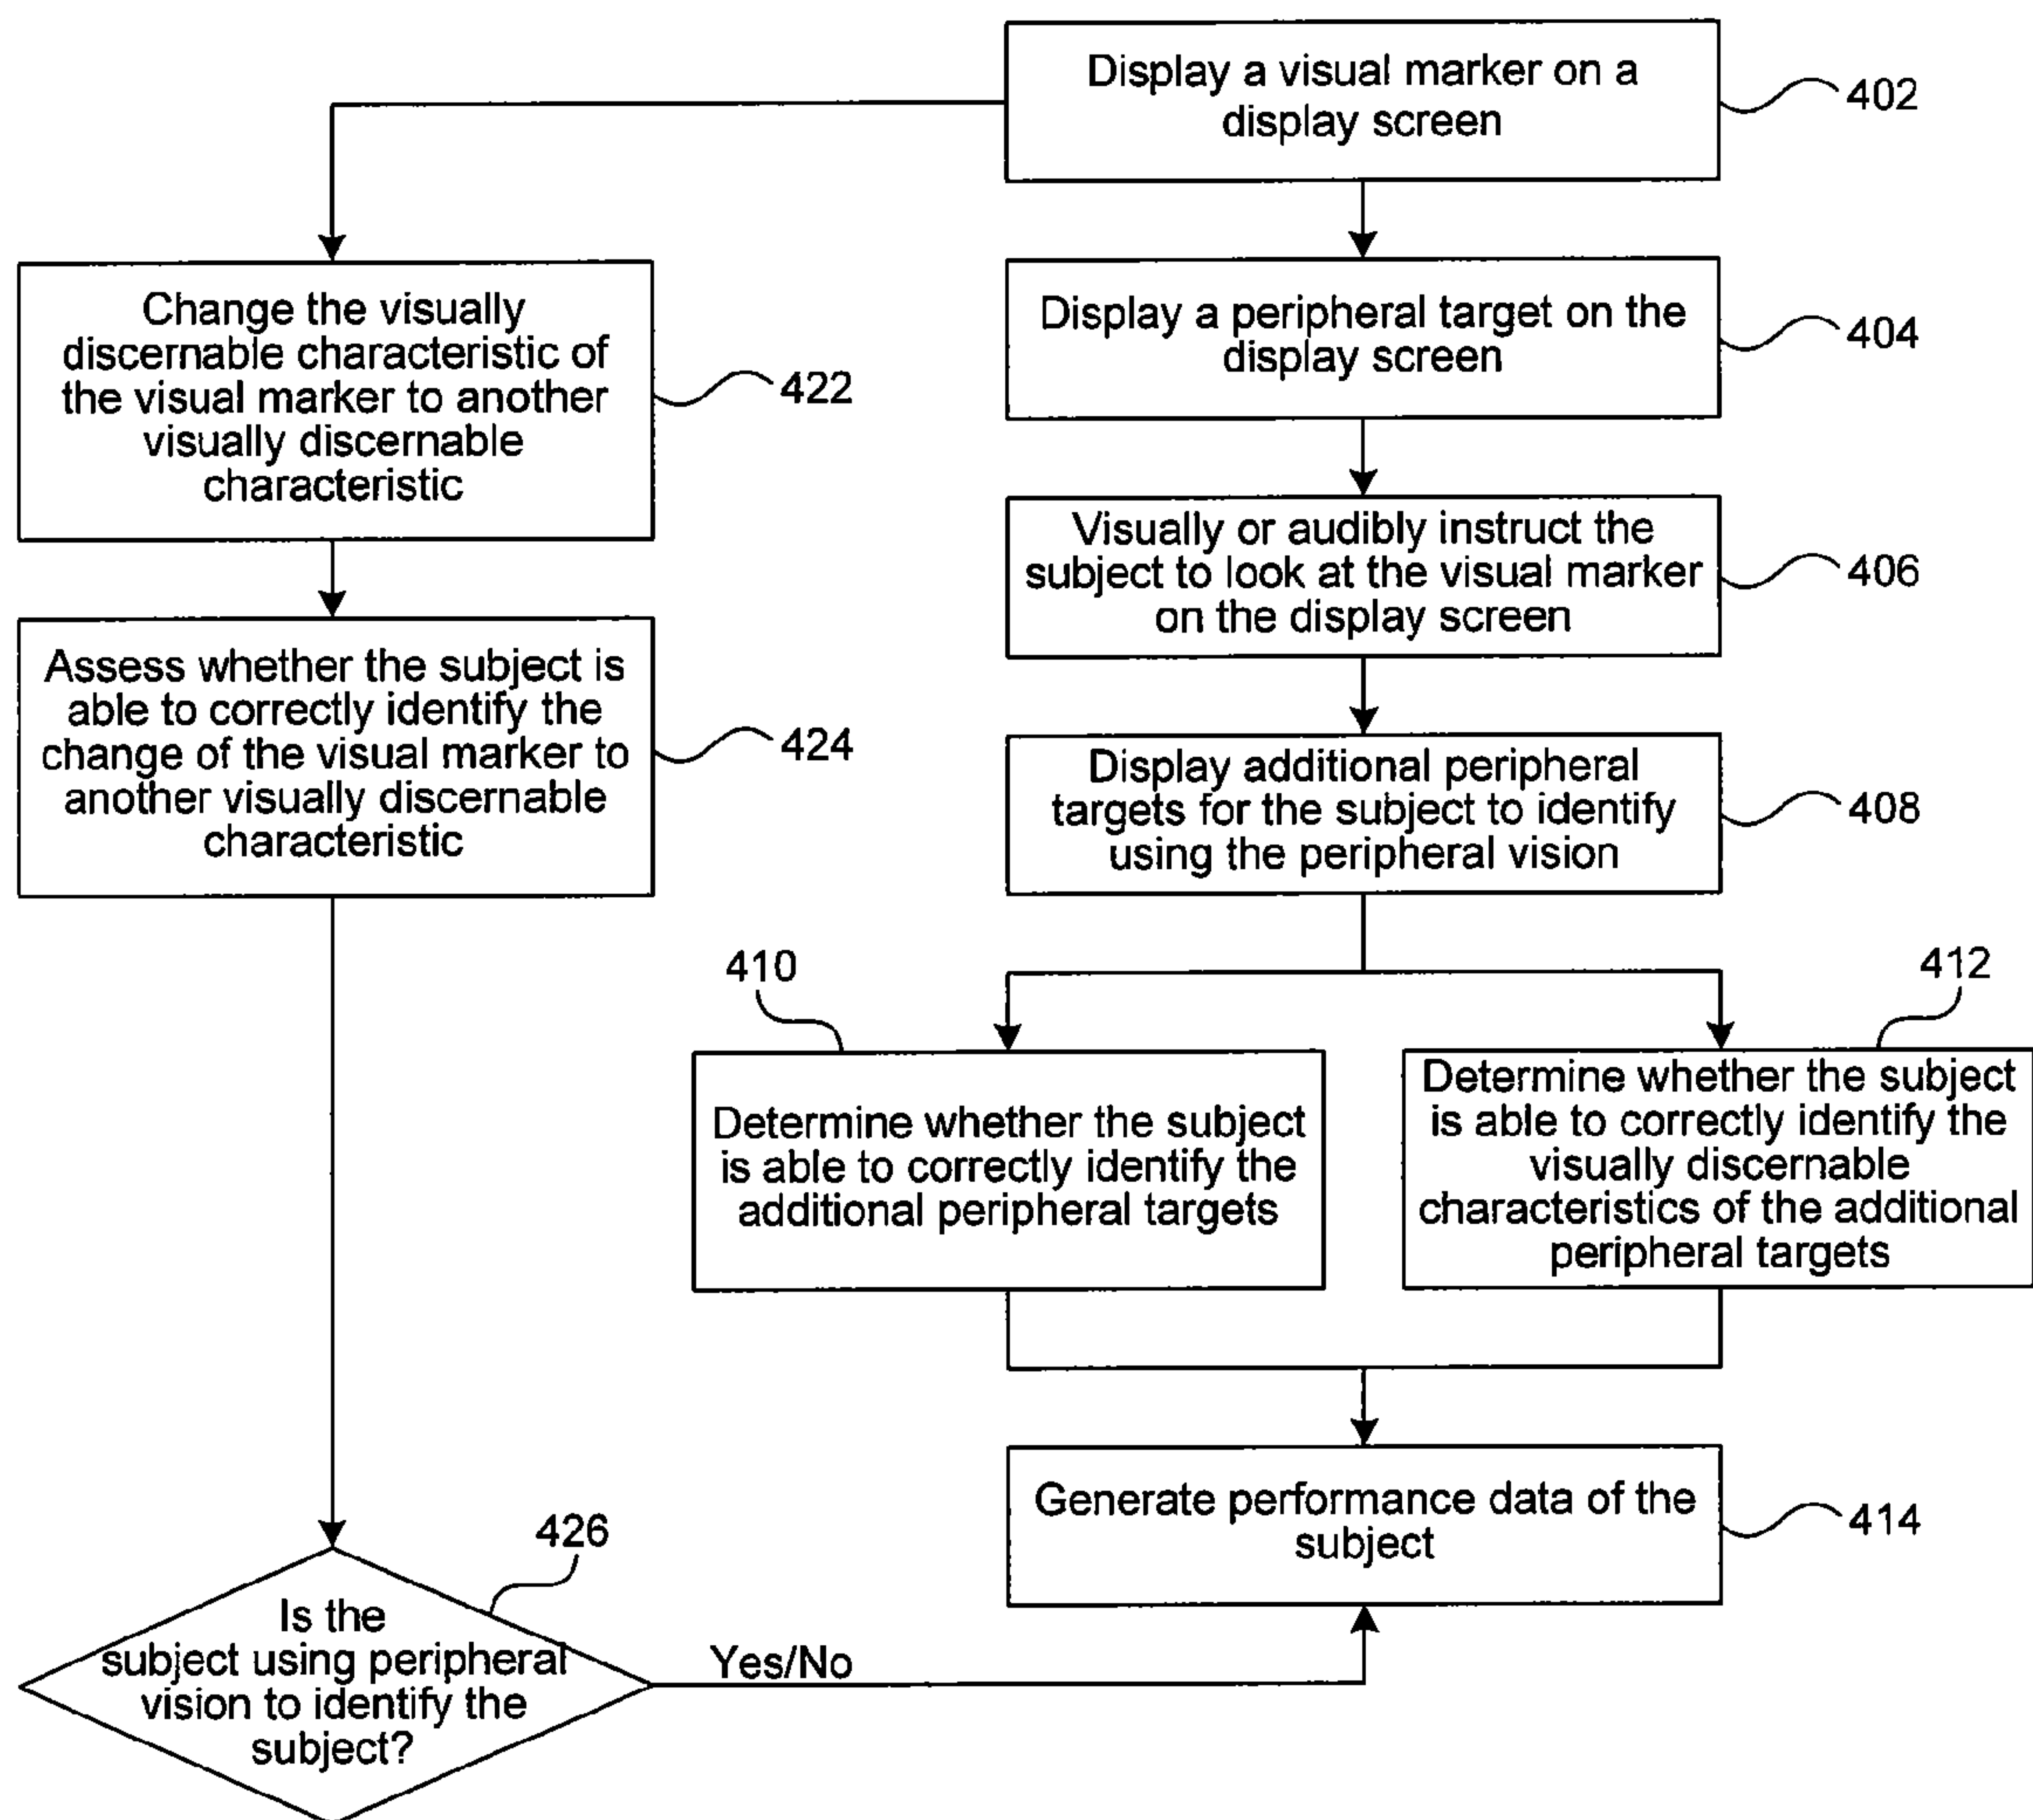 Display a visual marker on a
display screen
402
Change the visually
discernable characteristic of
the visual marker to another
visually discernable
characteristic
422
Display a peripheral target on the
display screen
404
Visually or audibly instruct the
subject to look at the visual marker
on the display screen
406
Assess whether the subject is
able to correctly identify the
change of the visual marker to
another visually discernable
characteristic
424
Display additional peripheral
targets for the subject to identify
using the peripheral vision
408
410
Determine whether the subject
is able to correctly identify the
additional peripheral targets
412
Determine whether the subject
is able to correctly identify the
visually discernable
characteristics of the additional
peripheral targets
Generate performance data of the
subject
414
426
Is the
subject using peripheral
vision to identify the
subject?
Yes/No